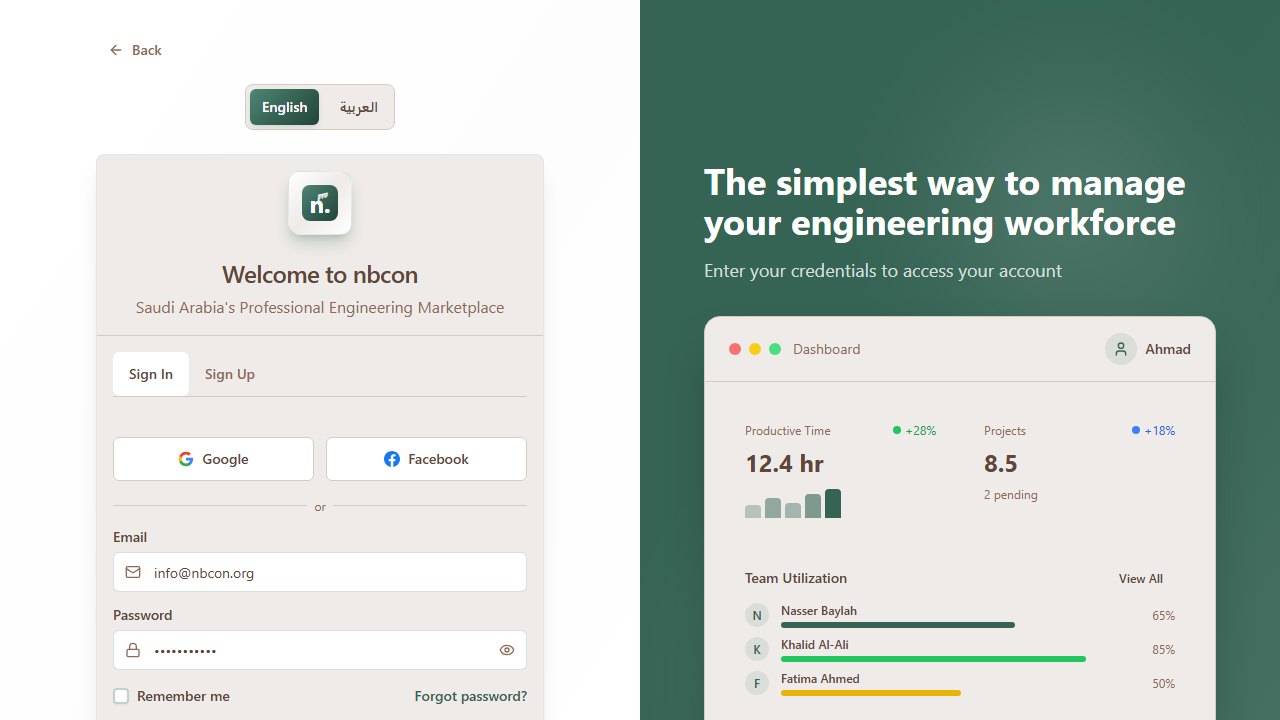 Back
English
العربية
n.
Welcome to nbcon
Saudi Arabia's Professional Engineering Marketplace
Sign In
Sign Up
Google
Facebook
or
Email
info@nbcon.org
Password
•••••••••••
Remember me
Forgot password?
The simplest way to manage
your engineering workforce
Enter your credentials to access your account
Dashboard
Ahmad
Productive Time
+28%
12.4 hr
Projects
+18%
8.5
2 pending
Team Utilization
View All
N
Nasser Baylah
65%
K
Khalid Al-Ali
85%
F
Fatima Ahmed
50%